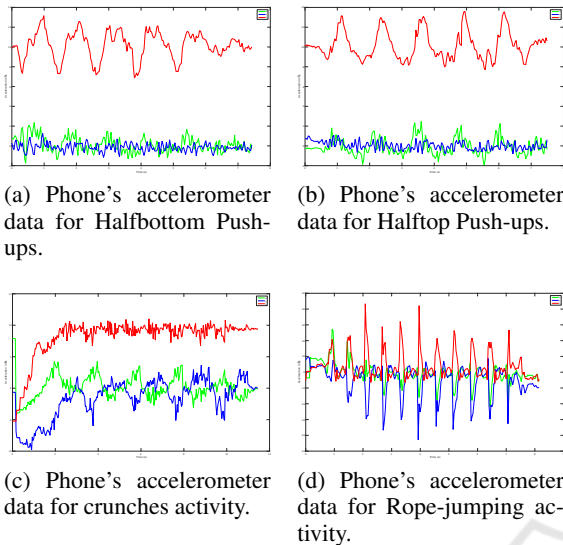 (a) Phone's accelerometer
data for Halfbottom Push-
ups.
(b) Phone's accelerometer
data for Halftop Push-ups.
(c) Phone's accelerometer
data for crunches activity.
(d) Phone's accelerometer
data for Rope-jumping ac-
tivity.